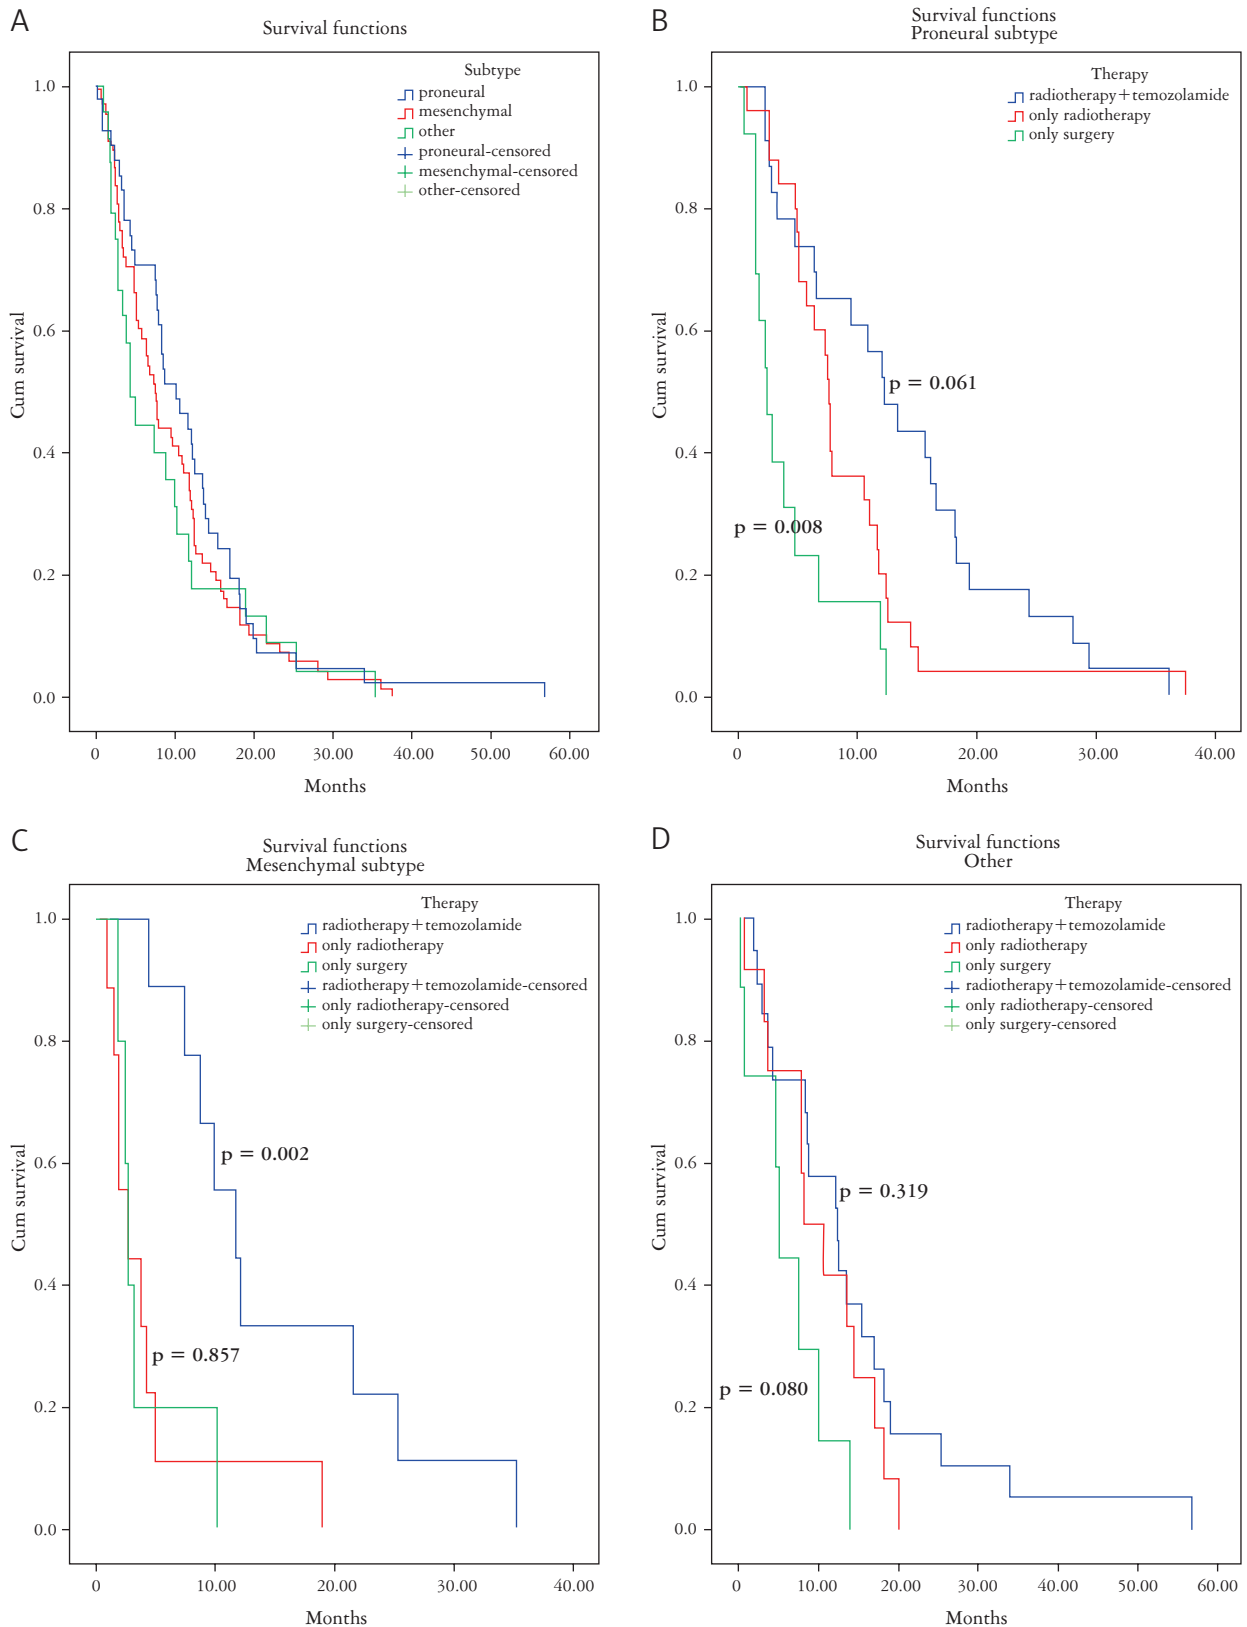 A
Survival functions
Subtype
proneural
mesenchymal
other
proneural-censored
mesenchymal-censored
other-censored
Cum survival
1.0
0.8
0.6
0.4
0.2
0.0
0 10.00 20.00 30.00 40.00 50.00 60.00
Months
B
Survival functions
Proneural subtype
Therapy
radiotherapy+temozolamide
only radiotherapy
only surgery
Cum survival
1.0
0.8
0.6
0.4
0.2
0.0
p = 0.061
p = 0.008
0 10.00 20.00 30.00 40.00
Months
C
Survival functions
Mesenchymal subtype
Therapy
radiotherapy+temozolamide
only radiotherapy
only surgery
radiotherapy+temozolamide-censored
only radiotherapy-censored
only surgery-censored
Cum survival
1.0
0.8
0.6
0.4
0.2
0.0
p = 0.002
p = 0.857
0 10.00 20.00 30.00 40.00
Months
D
Survival functions
Other
Therapy
radiotherapy+temozolamide
only radiotherapy
only surgery
radiotherapy+temozolamide-censored
only radiotherapy-censored
only surgery-censored
Cum survival
1.0
0.8
0.6
0.4
0.2
0.0
p = 0.319
p = 0.080
0 10.00 20.00 30.00 40.00 50.00 60.00
Months